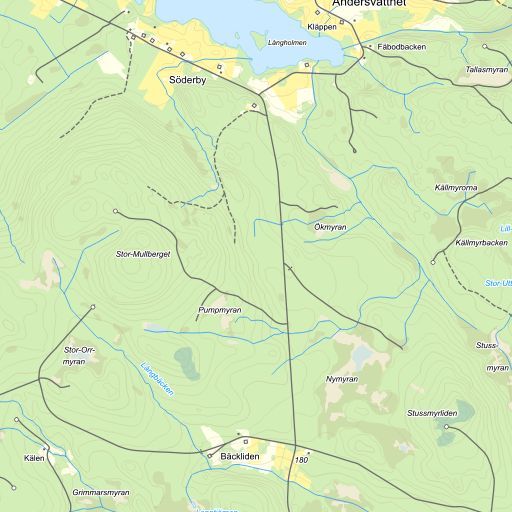 Andersvattnet
Kläppen
Långholmen
Fäbodbacken
Tallasmyran
Söderby
Källmyrorna
Ökmyran
Källmyrbacken
Lill-
Stor-Mullberget
Stor-Utt
Pumpmyran
Stor-Orr-
myran
Stuss-
myran
Långbäcken
Nymyran
Stussmyrliden
Bäckliden
180
Kälen
Grimmarsmyran